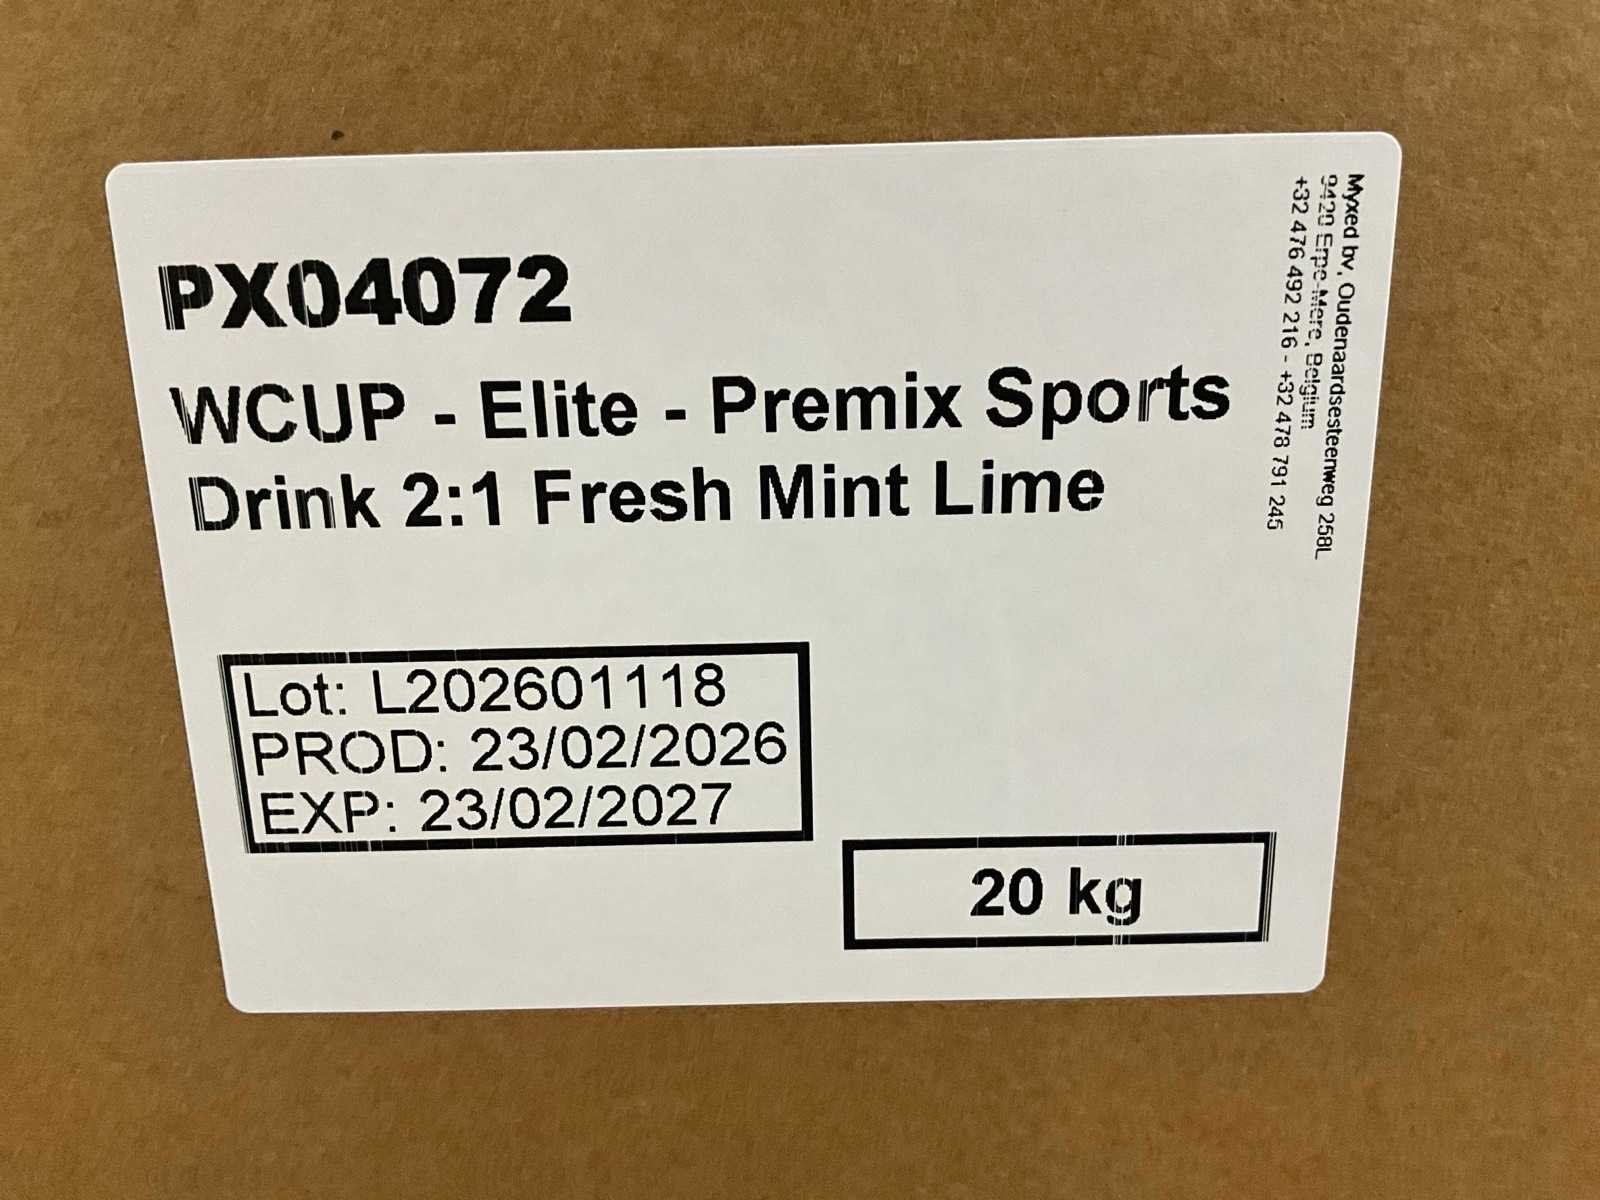 PX04072
WCUP - Elite - Premix Sports
Drink 2:1 Fresh Mint Lime
Lot: L202601118
PROD: 23/02/2026
EXP: 23/02/2027
20 kg
Myxed bv, Oudenaardsesteenweg 258L
9420 Erpe-Mere, Belgium
+32 476 492 216 - +32 478 791 245